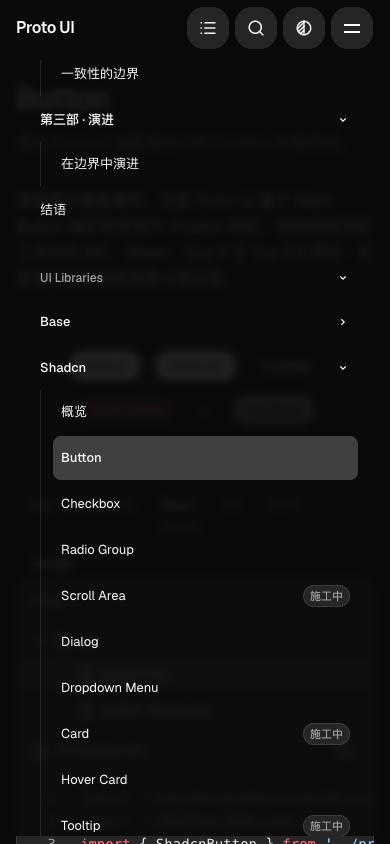 Proto UI
一致性的边界
第三部 · 演进
在边界中演进
结语
UI Libraries
Base
Shadcn
概览
Button
Checkbox
Radio Group
Scroll Area 施工中
Dialog
Dropdown Menu
Card 施工中
Hover Card
Tooltip 施工中
import { ShadcnButton } from